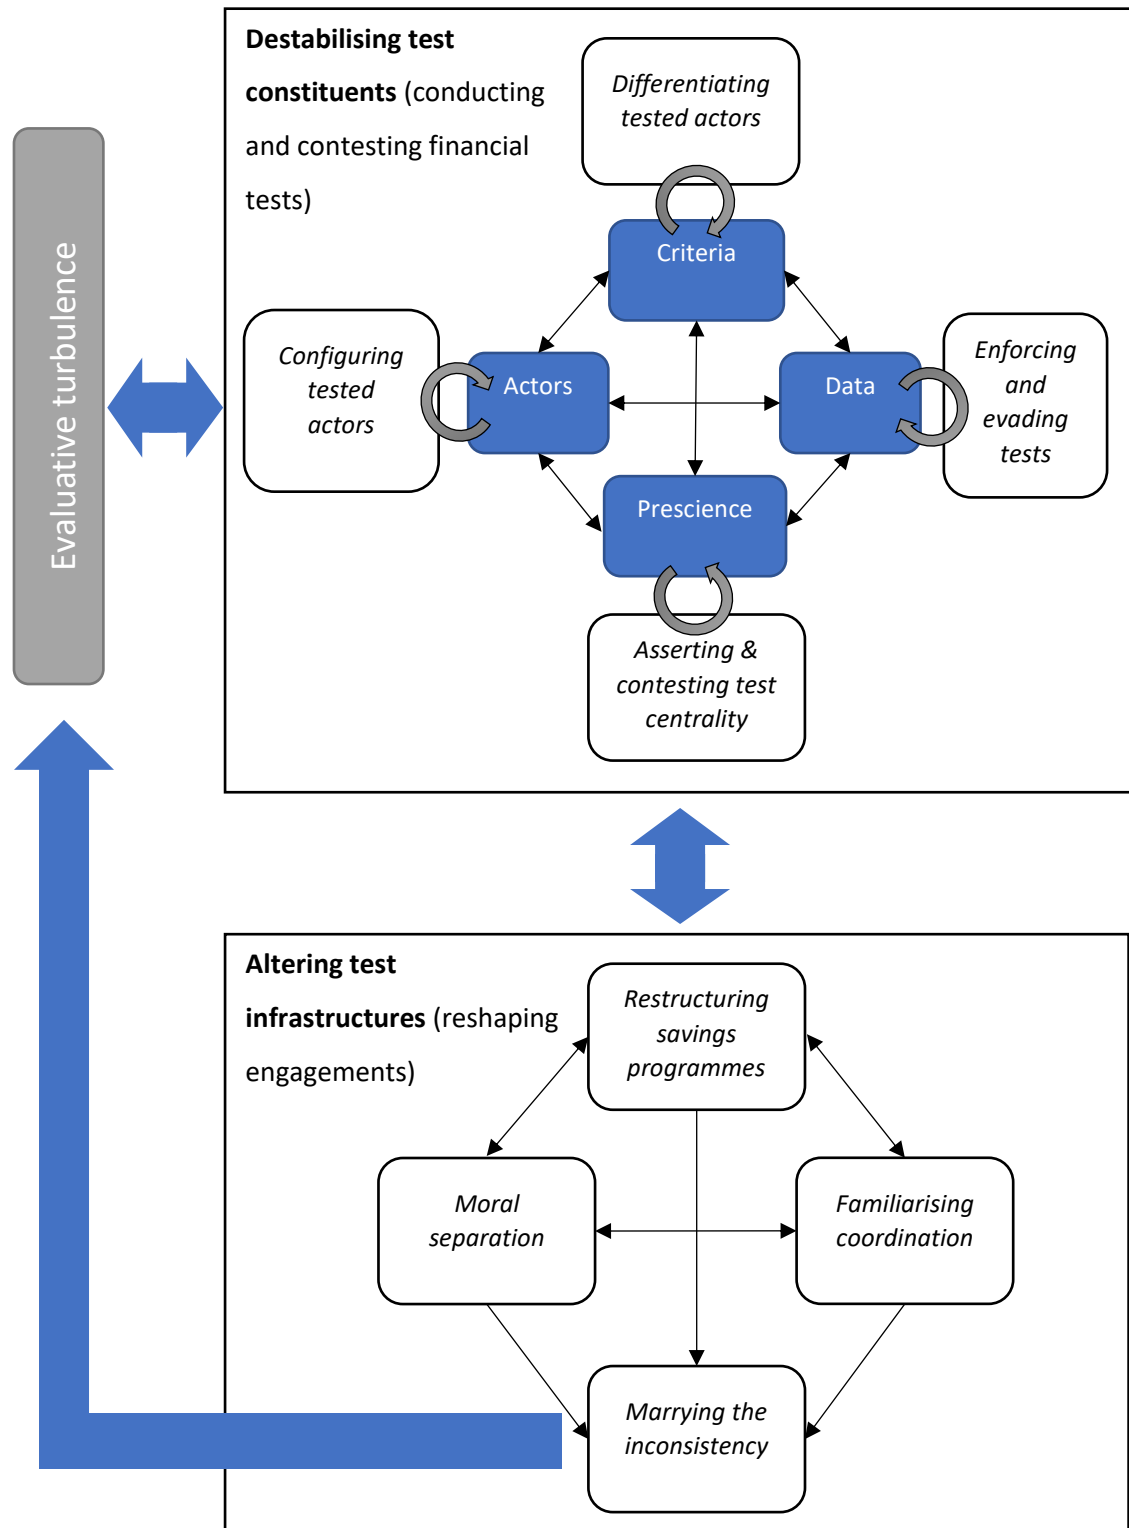 Destabilising test
constituents (conducting
and contesting financial
tests)
Differentiating
tested actors
Criteria
Evaluative turbulence
Configuring
tested
actors
Actors
Data
Enforcing
and
evading
tests
Prescience
Asserting &
contesting test
centrality
Altering test
infrastructures (reshaping
engagements)
Restructuring
savings
programmes
Moral
separation
Familiarising
coordination
Marrying the
inconsistency